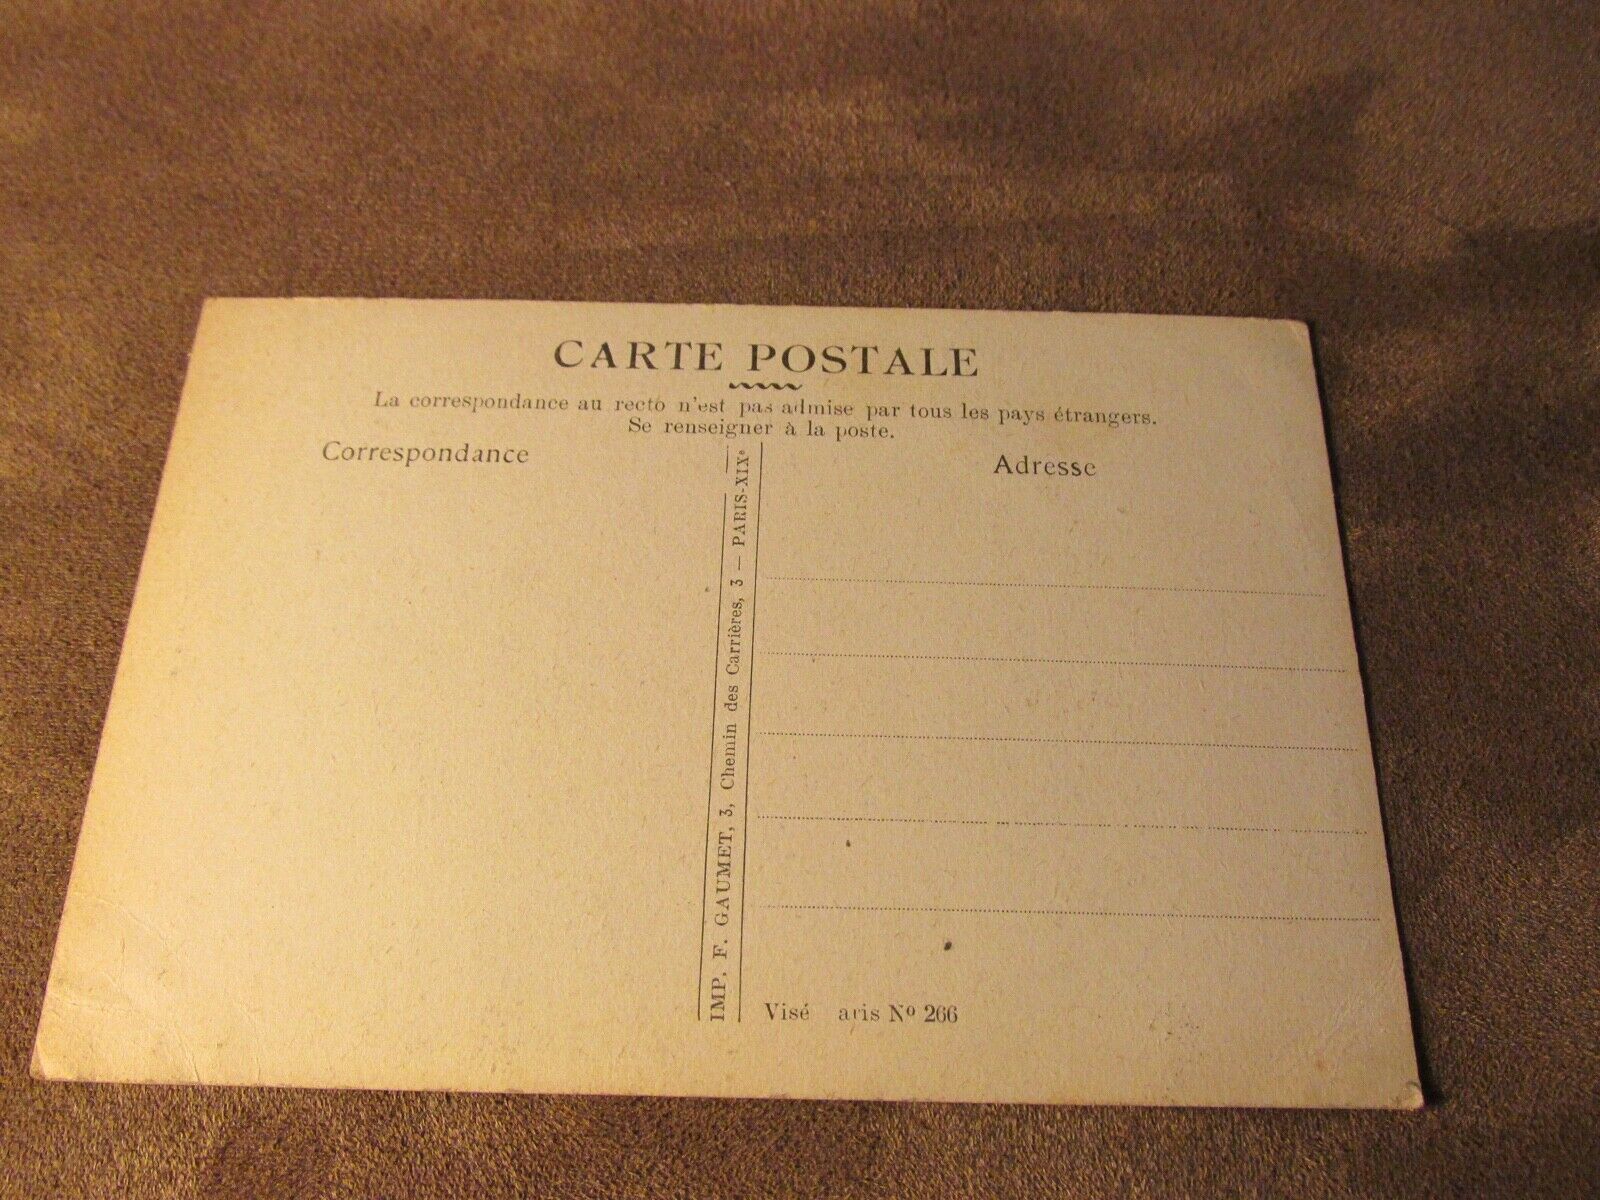 CARTE POSTALE
La correspondance au recto n'est pas admise par tous les pays étrangers.
Se renseigner à la poste.
Correspondance
Adresse
IMP. F. GAUMET, 3, Chemin des Carrières, 3 — PARIS-XIXe
Visé aris Nº 266